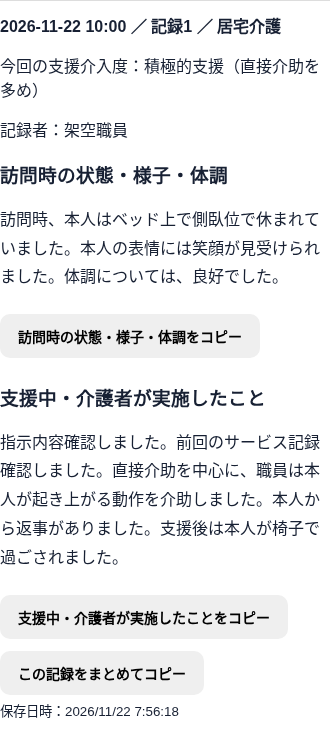 2026-11-22 10:00 ／ 記録1 ／ 居宅介護
今回の支援介入度：積極的支援（直接介助を
多め）
記録者：架空職員
訪問時の状態・様子・体調
訪問時、本人はベッド上で側臥位で休まれて
いました。本人の表情には笑顔が見受けられ
ました。体調については、良好でした。
訪問時の状態・様子・体調をコピー
支援中・介護者が実施したこと
指示内容確認しました。前回のサービス記録
確認しました。直接介助を中心に、職員は本
人が起き上がる動作を介助しました。本人か
ら返事がありました。支援後は本人が椅子で
過ごされました。
支援中・介護者が実施したことをコピー
この記録をまとめてコピー
保存日時：2026/11/22 7:56:18